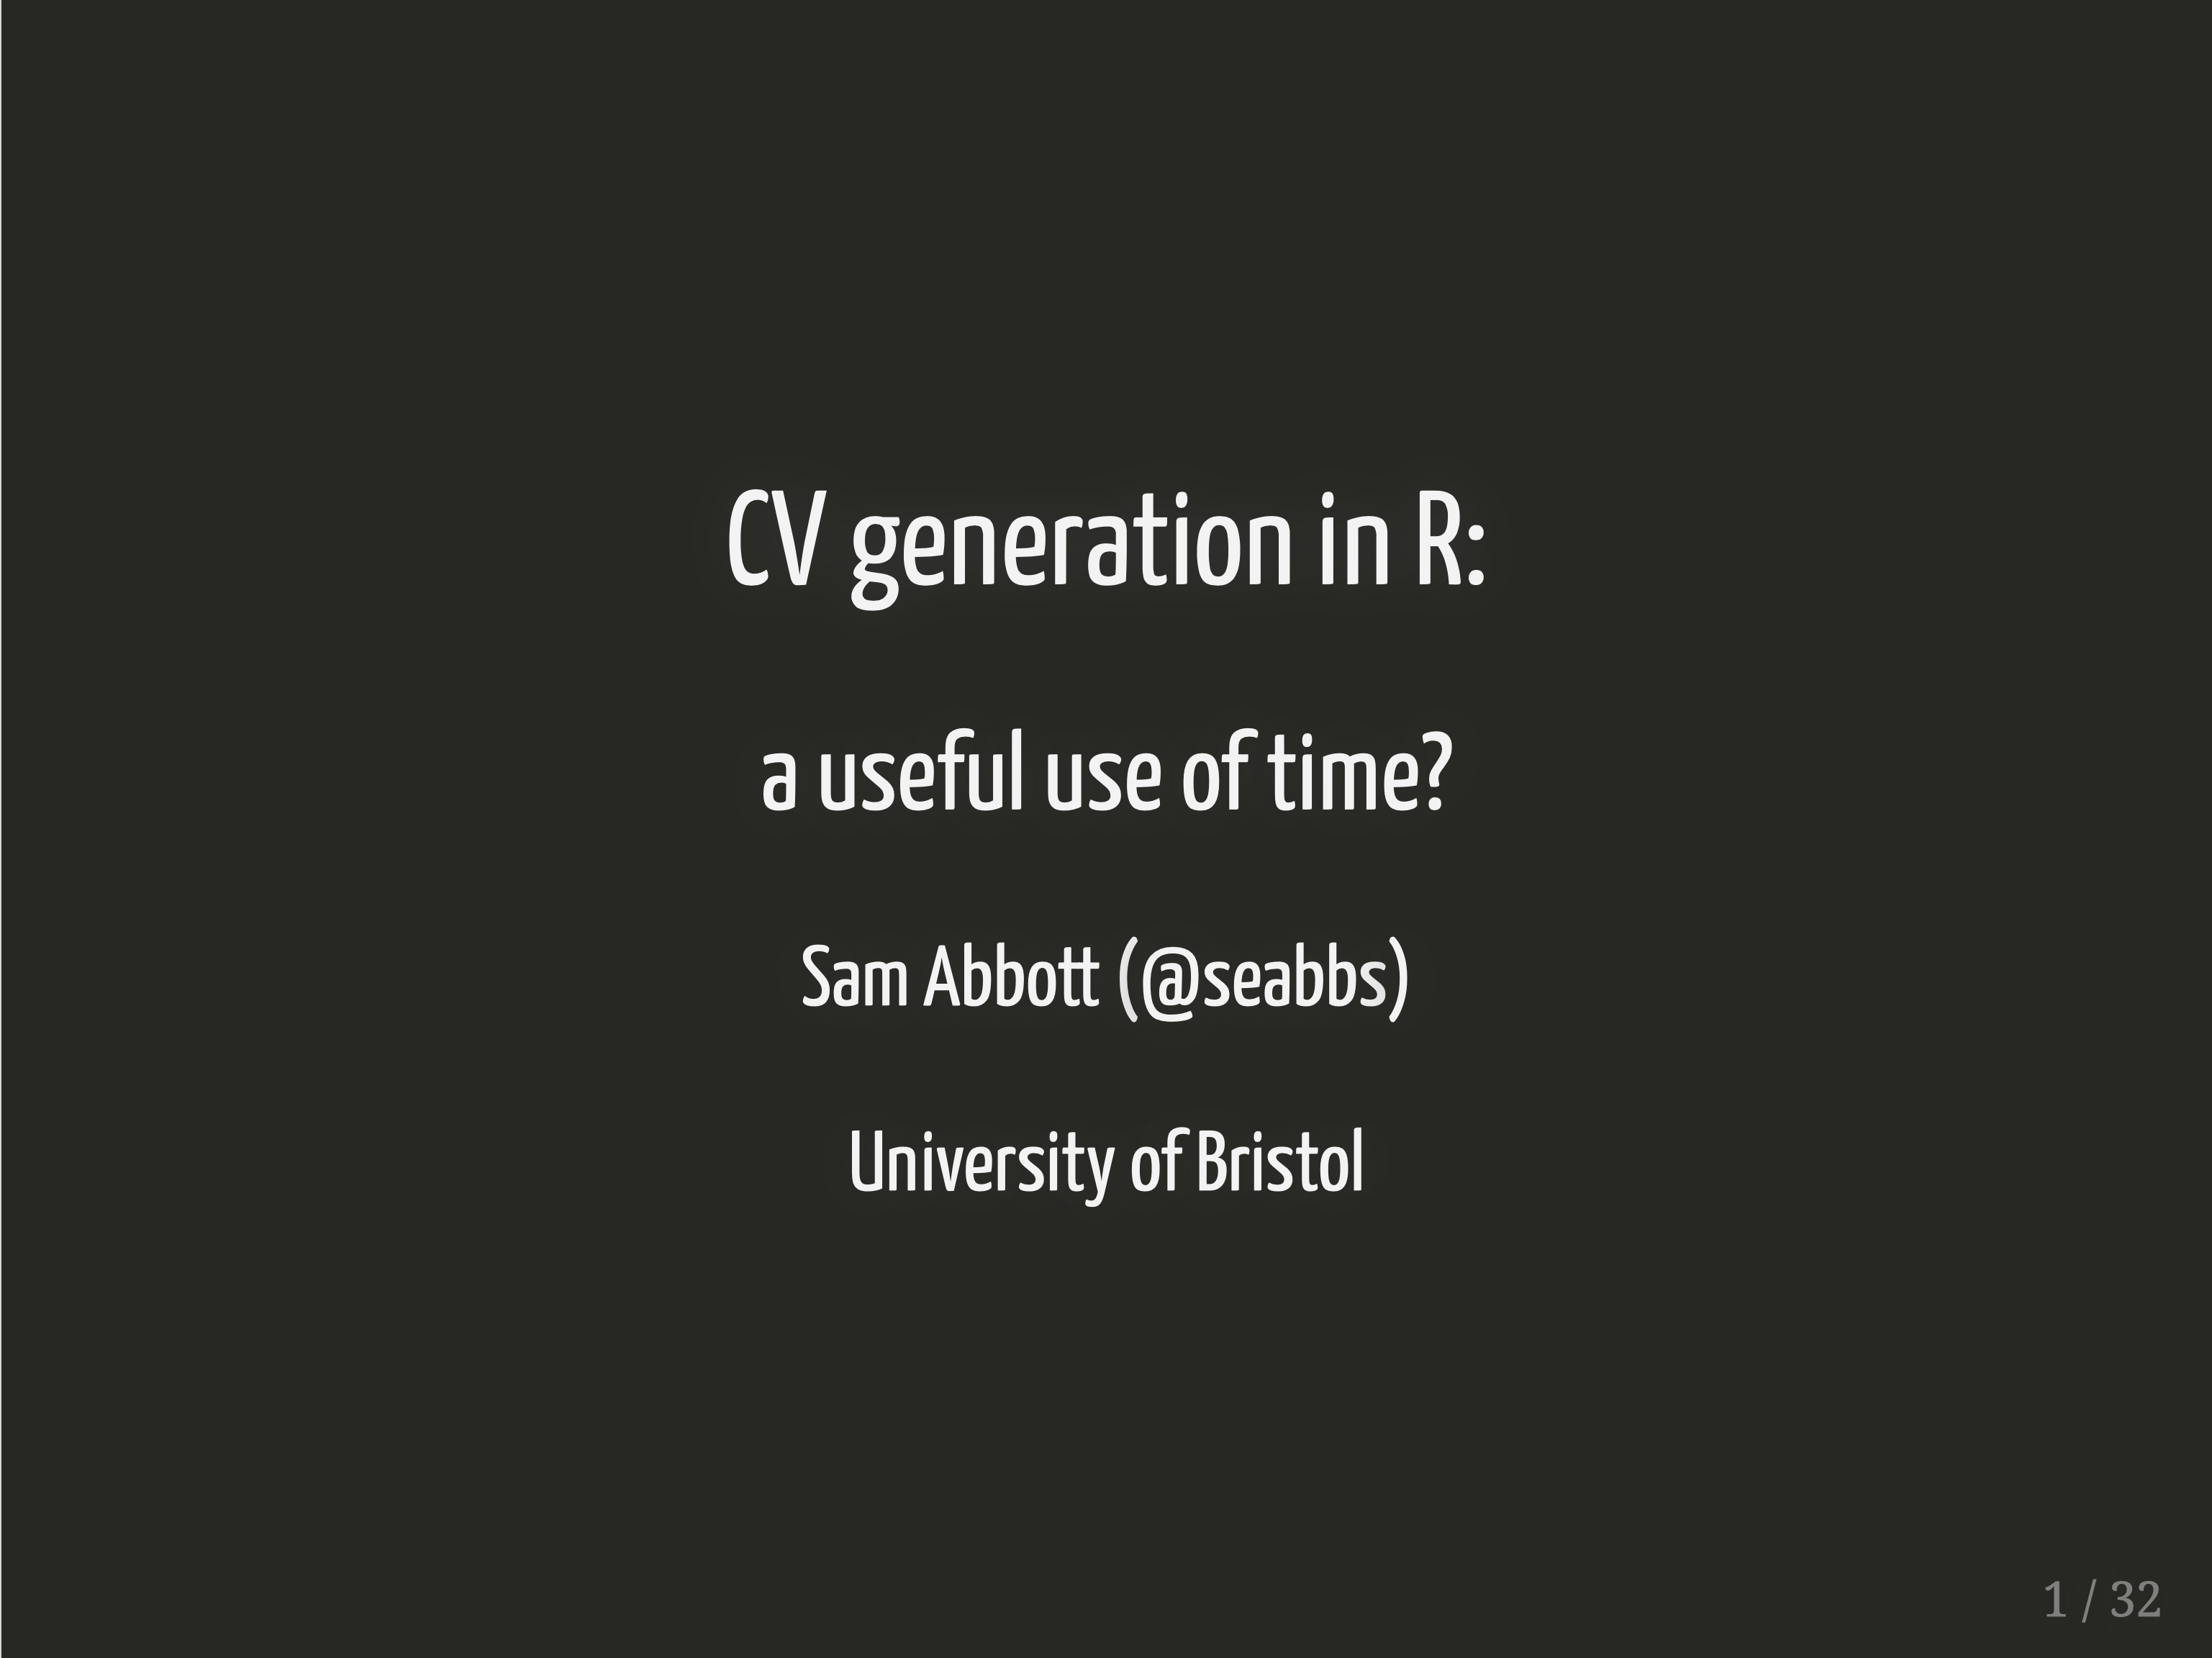 CV generation in R:
a useful use of time?
Sam Abbott (@seabbs)
University of Bristol
1 / 32